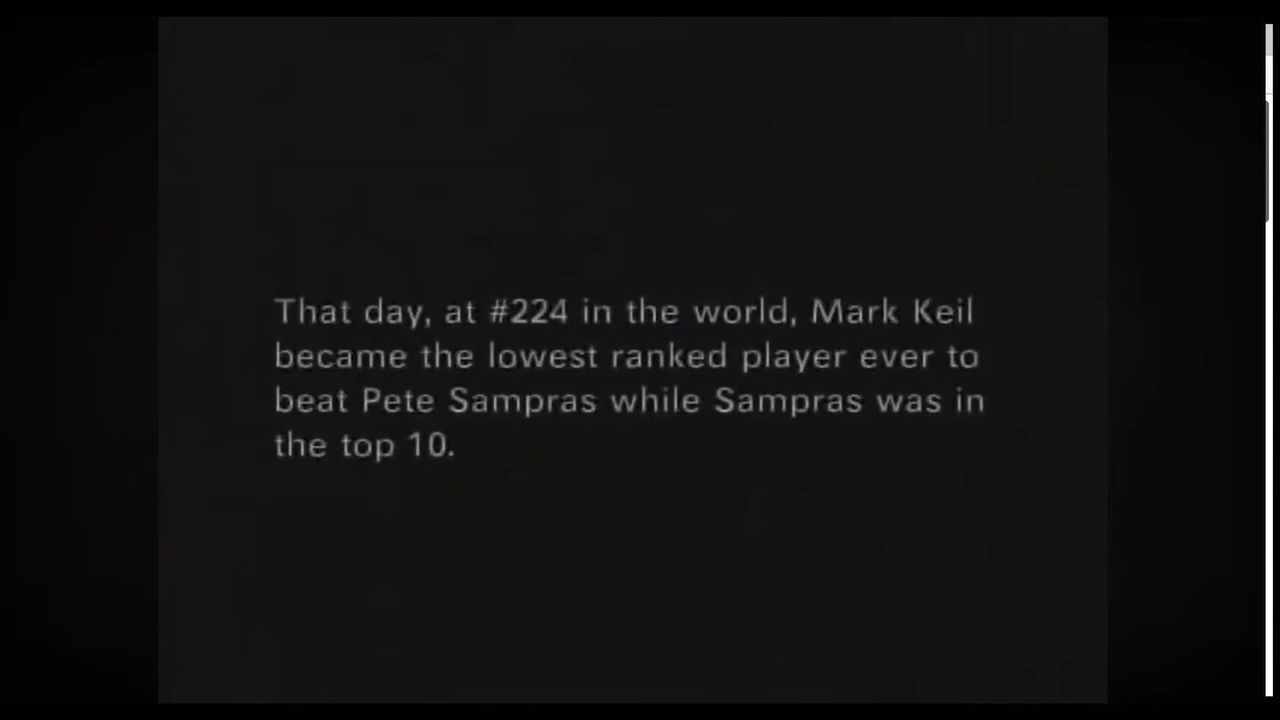 That day, at #224 in the world, Mark Keil
became the lowest ranked player ever to
beat Pete Sampras while Sampras was in
the top 10.